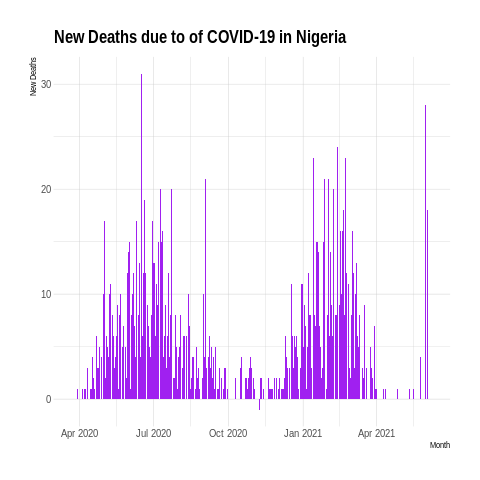 New Deaths due to of COVID-19 in Nigeria
New Deaths
30
20
10
0
Apr 2020 Jul 2020 Oct 2020 Jan 2021 Apr 2021
Month